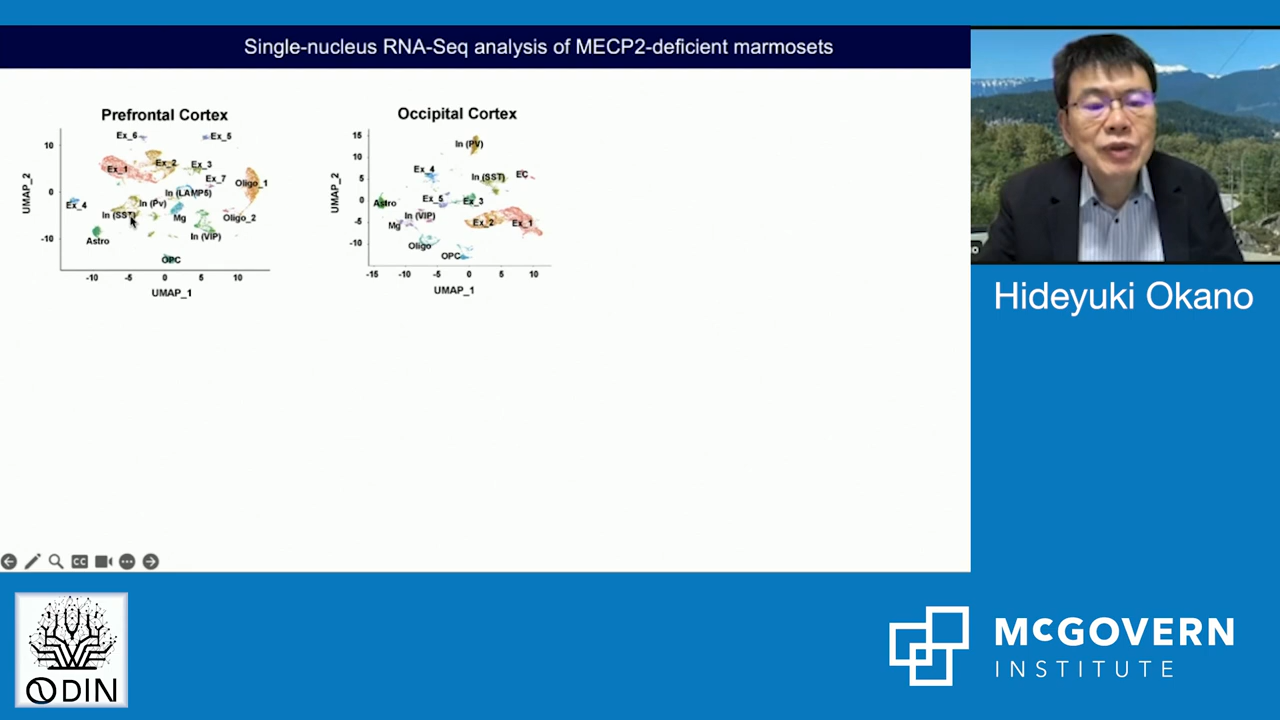 Single-nucleus RNA-Seq analysis of MECP2-deficient marmosets
Prefrontal Cortex
UMAP_2
10
0
-10
Ex_6
Ex_5
Ex_1
Ex_2
Ex_3
Ex_7
Oligo_1
In (LAMP5)
Ex_4
In (Pv)
In (SST)
Mg
Oligo_2
In (VIP)
Astro
OPC
-10 -5 0 5 10
UMAP_1
Occipital Cortex
UMAP_2
15
10
5
0
-5
-10
In (PV)
Ex_4
In (SST)
EC
Astro
Ex_5
Ex_3
In (VIP)
Mg
Ex_2
Ex_1
Oligo
OPC
-15 -10 -5 0 5 10
UMAP_1
CC
Hideyuki Okano
ODIN
McGOVERN
INSTITUTE